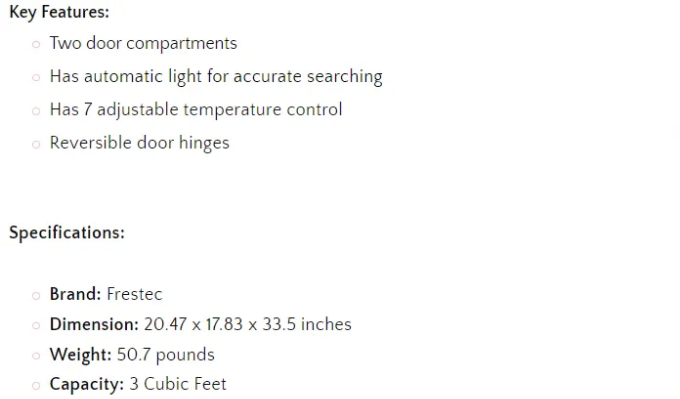 Key Features:
Two door compartments
Has automatic light for accurate searching
Has 7 adjustable temperature control
Reversible door hinges
Specifications:
Brand: Frestec
Dimension: 20.47 x 17.83 x 33.5 inches
Weight: 50.7 pounds
Capacity: 3 Cubic Feet